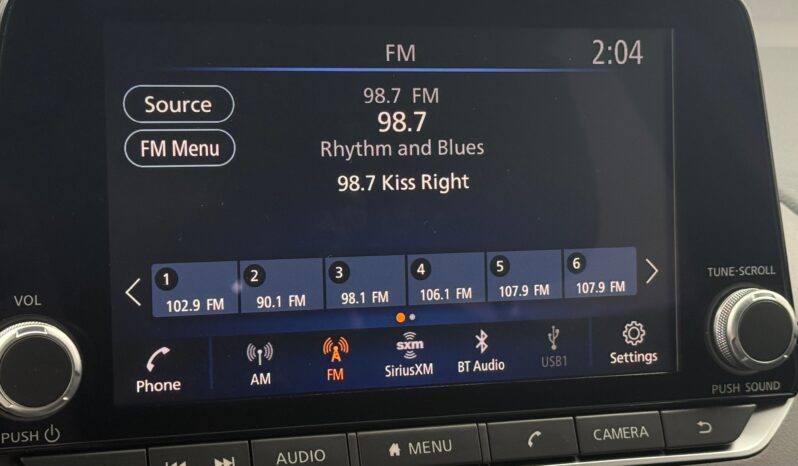 FM
2:04
Source
98.7 FM
98.7
FM Menu
Rhythm and Blues
98.7 Kiss Right
1
102.9 FM
2
90.1 FM
3
98.1 FM
4
106.1 FM
5
107.9 FM
6
107.9 FM
Phone
AM
FM
sxm
SiriusXM
BT Audio
USB1
Settings
VOL
PUSH
TUNE·SCROLL
PUSH SOUND
AUDIO
MENU
CAMERA